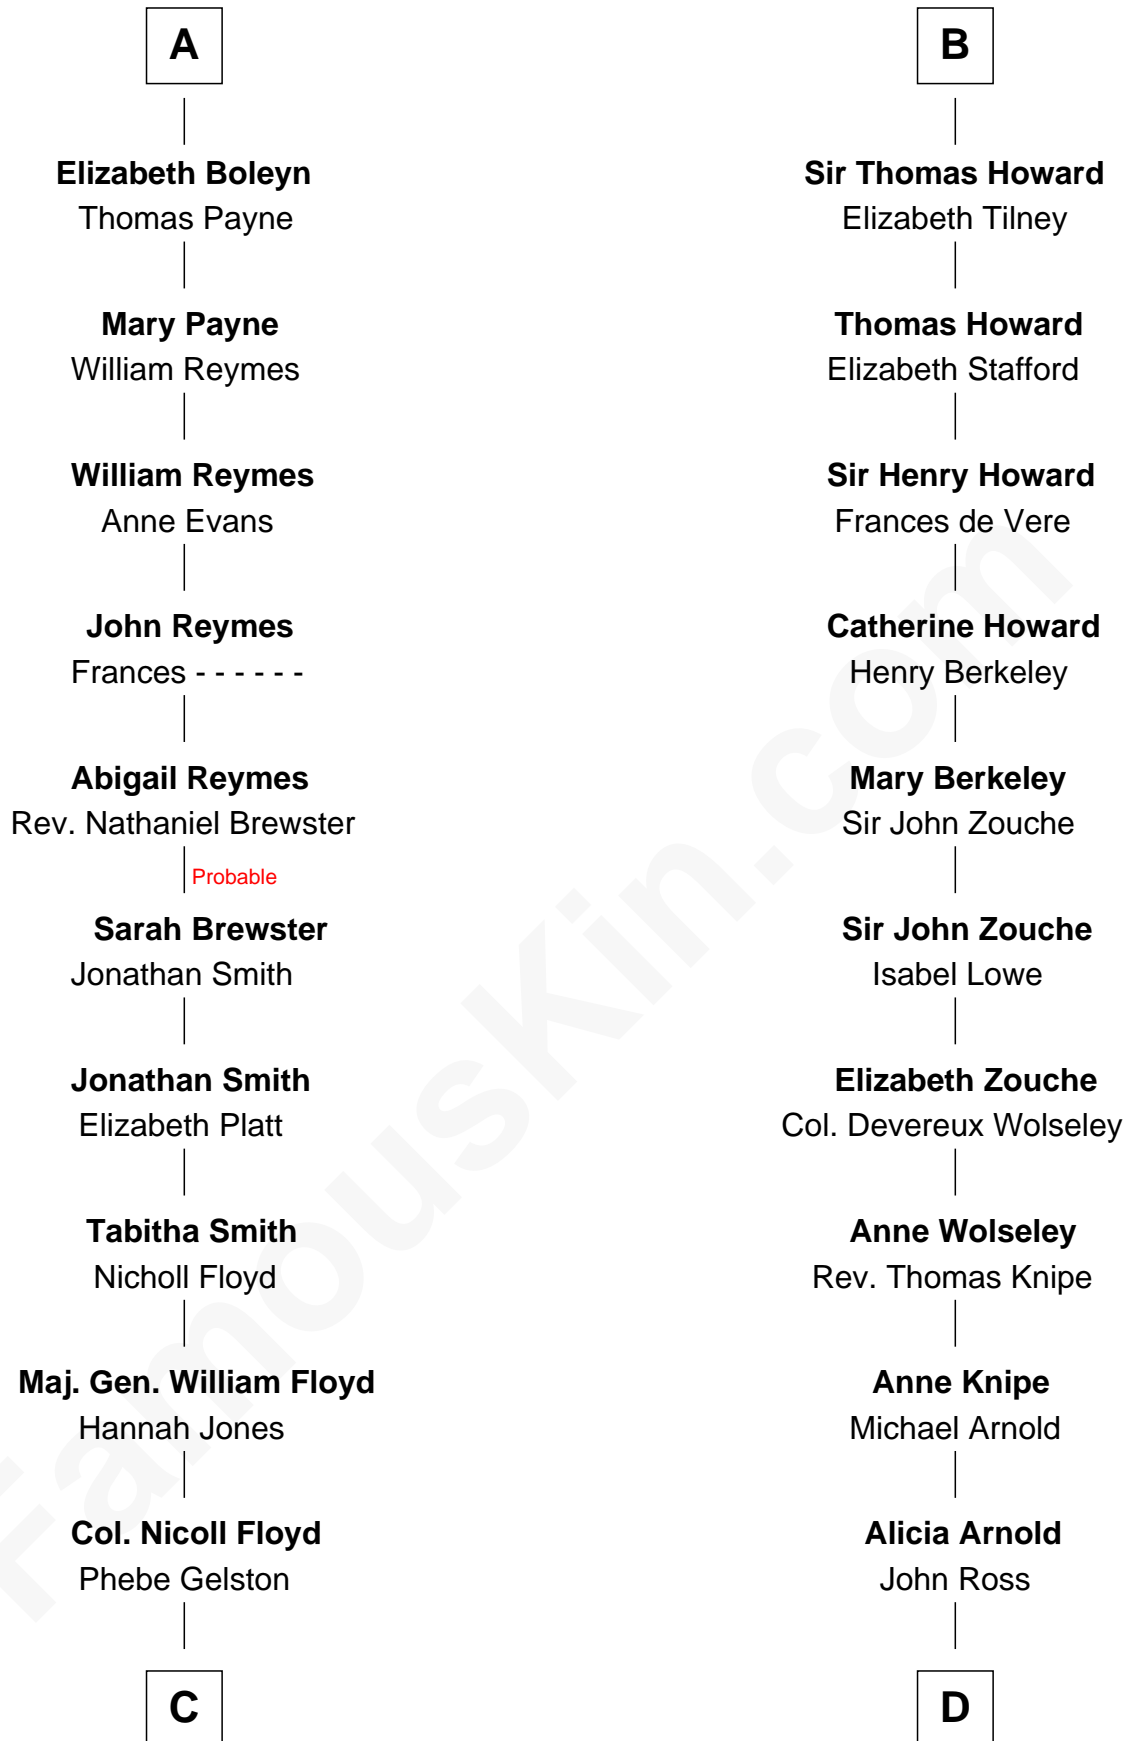 A
Elizabeth Boleyn
Thomas Payne
Mary Payne
William Reymes
William Reymes
Anne Evans
John Reymes
Frances - - - - - -
Abigail Reymes
Rev. Nathaniel Brewster
Probable
Sarah Brewster
Jonathan Smith
Jonathan Smith
Elizabeth Platt
Tabitha Smith
Nicholl Floyd
Maj. Gen. William Floyd
Hannah Jones
Col. Nicoll Floyd
Phebe Gelston
C
B
Sir Thomas Howard
Elizabeth Tilney
Thomas Howard
Elizabeth Stafford
Sir Henry Howard
Frances de Vere
Catherine Howard
Henry Berkeley
Mary Berkeley
Sir John Zouche
Sir John Zouche
Isabel Lowe
Elizabeth Zouche
Col. Devereux Wolseley
Anne Wolseley
Rev. Thomas Knipe
Anne Knipe
Michael Arnold
Alicia Arnold
John Ross
D
FamousKin.com